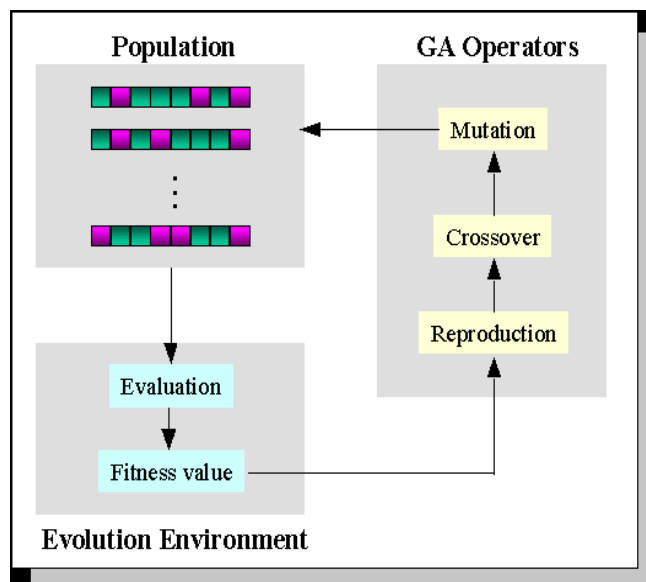 Population
GA Operators
Mutation
Crossover
Reproduction
Evaluation
Fitness value
Evolution Environment